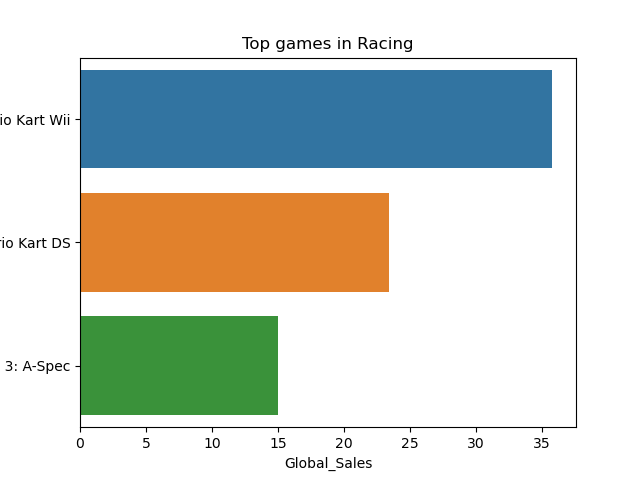 Top games in Racing
io Kart Wii
rio Kart DS
3: A-Spec
0 5 10 15 20 25 30 35
Global_Sales